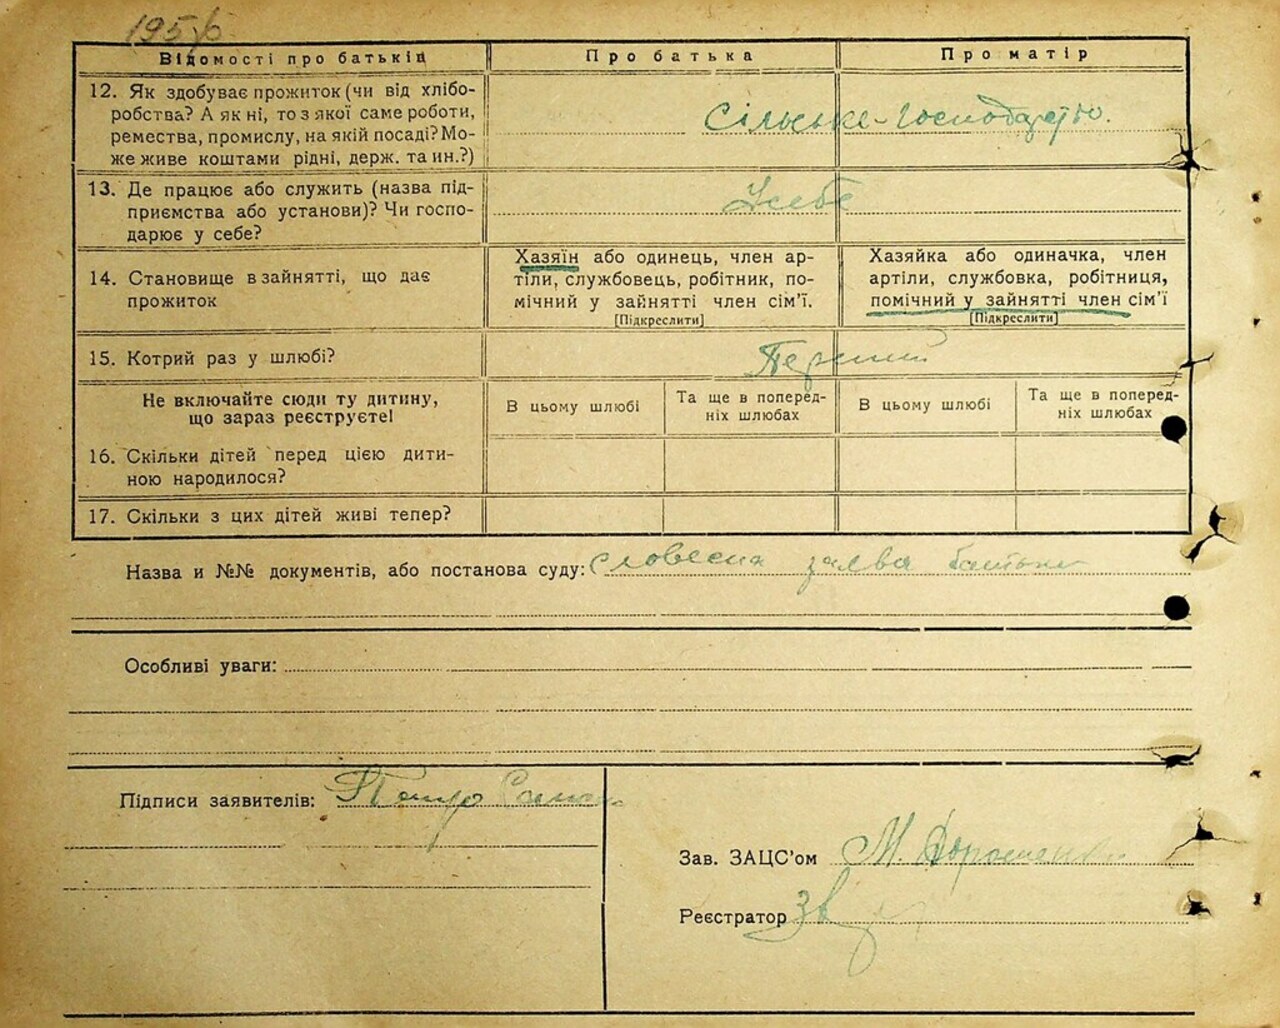 195
Відомості про батьків
Про батька
Про матір
12. Як здобуває прожиток (чи від хлібо-
робства? А як ні, то з якої саме роботи,
ремества, промислу, на якій посаді? Мо-
же живе коштами рідні, держ. та ин.?)
Сільське-господарство.
13. Де працює або служить (назва під-
приємства або установи)? Чи госпо-
дарює у себе?
У себе
14. Становище в зайнятті, що дає
прожиток
Хазяїн або одинець, член ар-
тіли, службовець, робітник, по-
мічний у зайнятті член сім'ї.
[Підкреслити]
Хазяйка або одиначка, член
артіли, службовка, робітниця,
помічний у зайнятті член сім'ї
[Підкреслити]
15. Котрий раз у шлюбі?
Перший
Не включайте сюди ту дитину,
що зараз реєструєте!
В цьому шлюбі
Та ще в поперед-
ніх шлюбах
В цьому шлюбі
Та ще в поперед-
ніх шлюбах
16. Скільки дітей перед цією дити-
ною народилося?
17. Скільки з цих дітей живі тепер?
Назва и №№ документів, або постанова суду: словесна заява батька
Особливі уваги:
Підписи заявителів: Петро
Зав. ЗАЦС'ом М. Дорошенко
Реєстратор